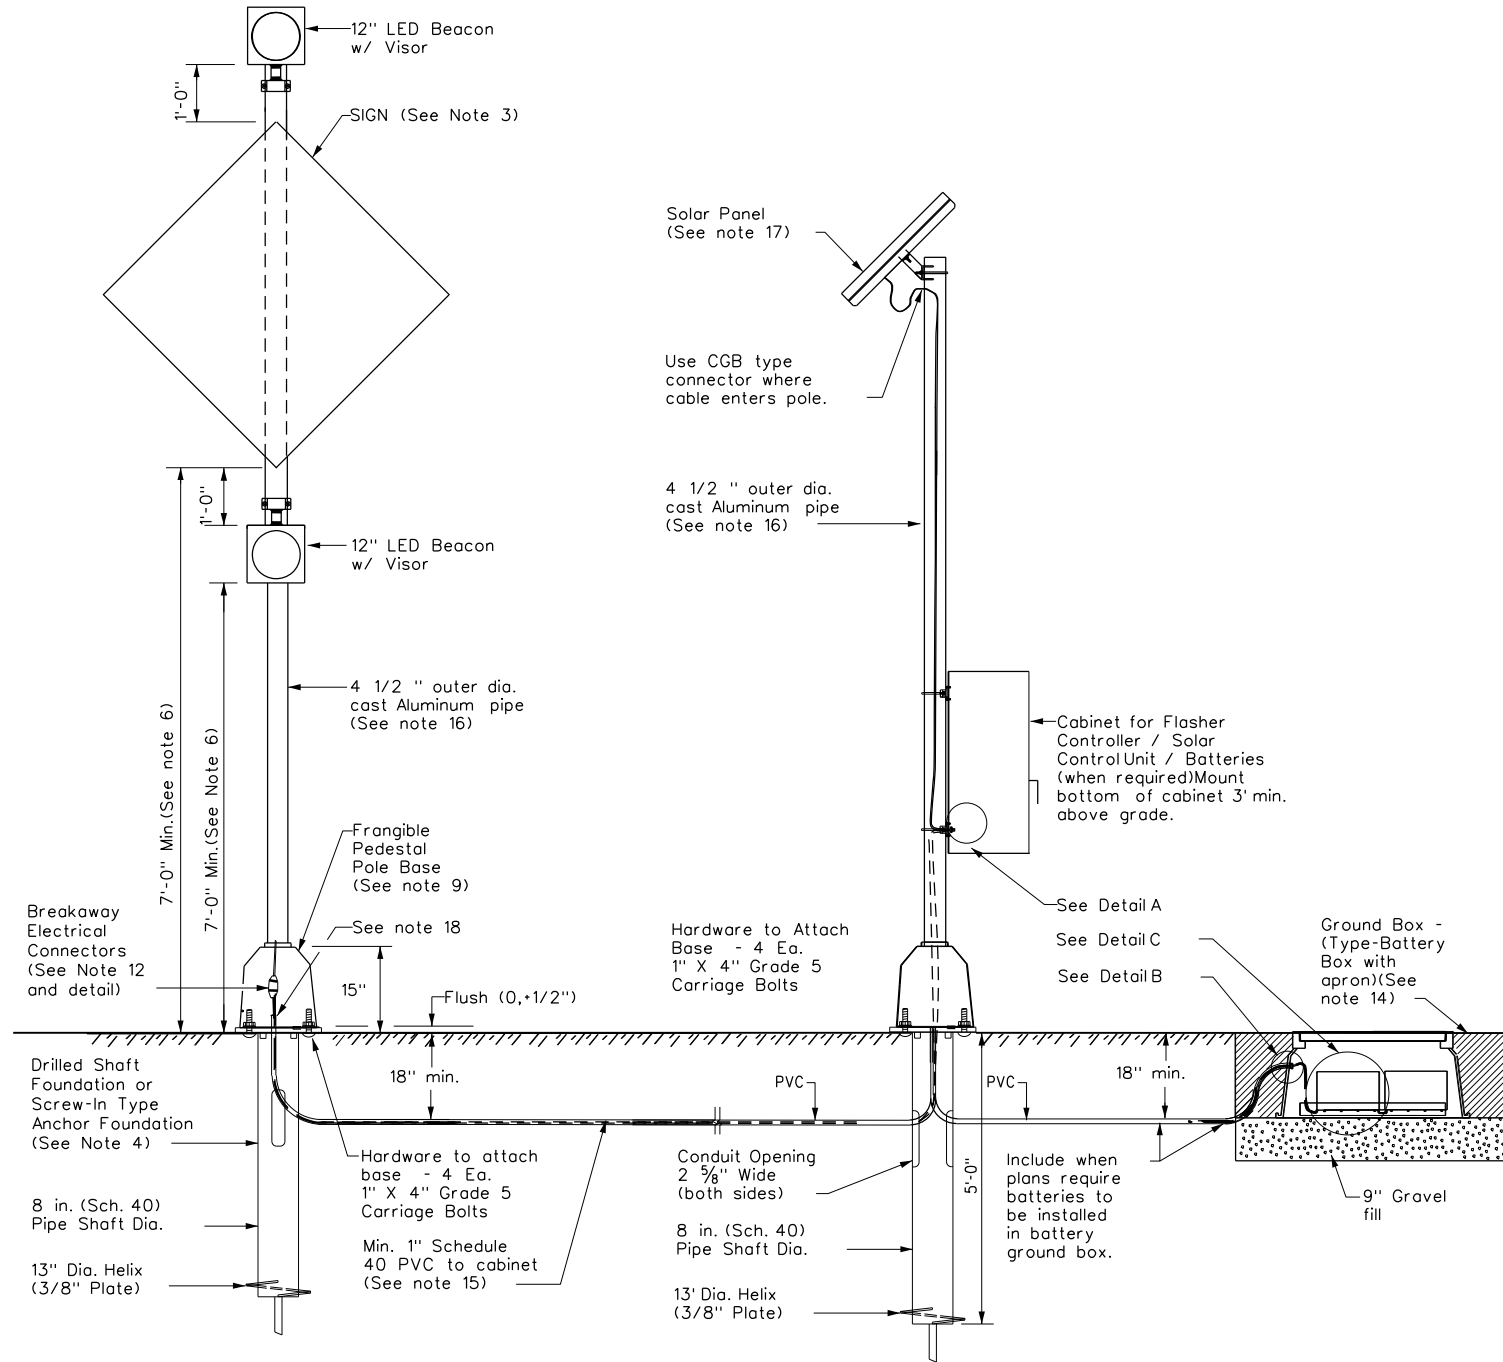 12" LED Beacon
w/ Visor
1'-0"
SIGN (See Note 3)
Solar Panel
(See note 17)
Use CGB type
connector where
cable enters pole.
1'-0"
4 1/2 " outer dia.
cast Aluminum pipe
(See note 16)
12" LED Beacon
w/ Visor
7'-0" Min.(See note 6)
7'-0" Min.(See Note 6)
4 1/2 " outer dia.
cast Aluminum pipe
(See note 16)
Cabinet for Flasher
Controller / Solar
Control Unit / Batteries
(when required)Mount
bottom of cabinet 3' min.
above grade.
Frangible
Pedestal
Pole Base
(See note 9)
See note 18
Breakaway
Electrical
Connectors
(See Note 12
and detail)
15"
Flush (0,+1/2")
Hardware to Attach
Base - 4 Ea.
1" X 4" Grade 5
Carriage Bolts
See Detail A
See Detail C
See Detail B
Ground Box -
(Type-Battery
Box with
apron)(See
note 14)
Drilled Shaft
Foundation or
Screw-In Type
Anchor Foundation
(See Note 4)
18" min.
PVC
PVC
18" min.
Hardware to attach
base - 4 Ea.
1" X 4" Grade 5
Carriage Bolts
Conduit Opening
2 5/8" Wide
(both sides)
5'-0"
Include when
plans require
batteries to
be installed
in battery
ground box.
9" Gravel
fill
8 in. (Sch. 40)
Pipe Shaft Dia.
8 in. (Sch. 40)
Pipe Shaft Dia.
Min. 1" Schedule
40 PVC to cabinet
(See note 15)
13" Dia. Helix
(3/8" Plate)
13' Dia. Helix
(3/8" Plate)